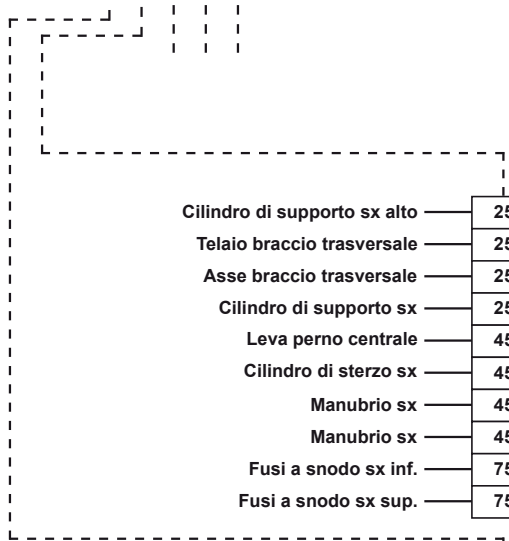 Cilindro di supporto sx alto 25
Telaio braccio trasversale 25
Asse braccio trasversale 25
Cilindro di supporto sx 25
Leva perno centrale 45
Cilindro di sterzo sx 45
Manubrio sx 45
Manubrio sx 45
Fusi a snodo sx inf. 75
Fusi a snodo sx sup. 75